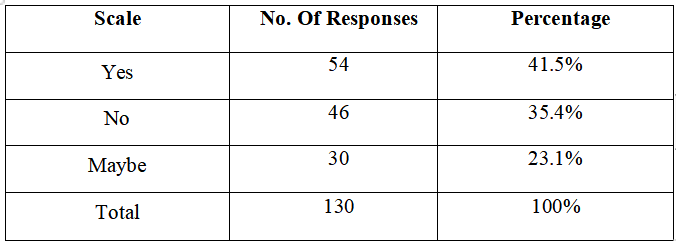 Scale No. Of Responses Percentage
Yes 54 41.5%
No 46 35.4%
Maybe 30 23.1%
Total 130 100%